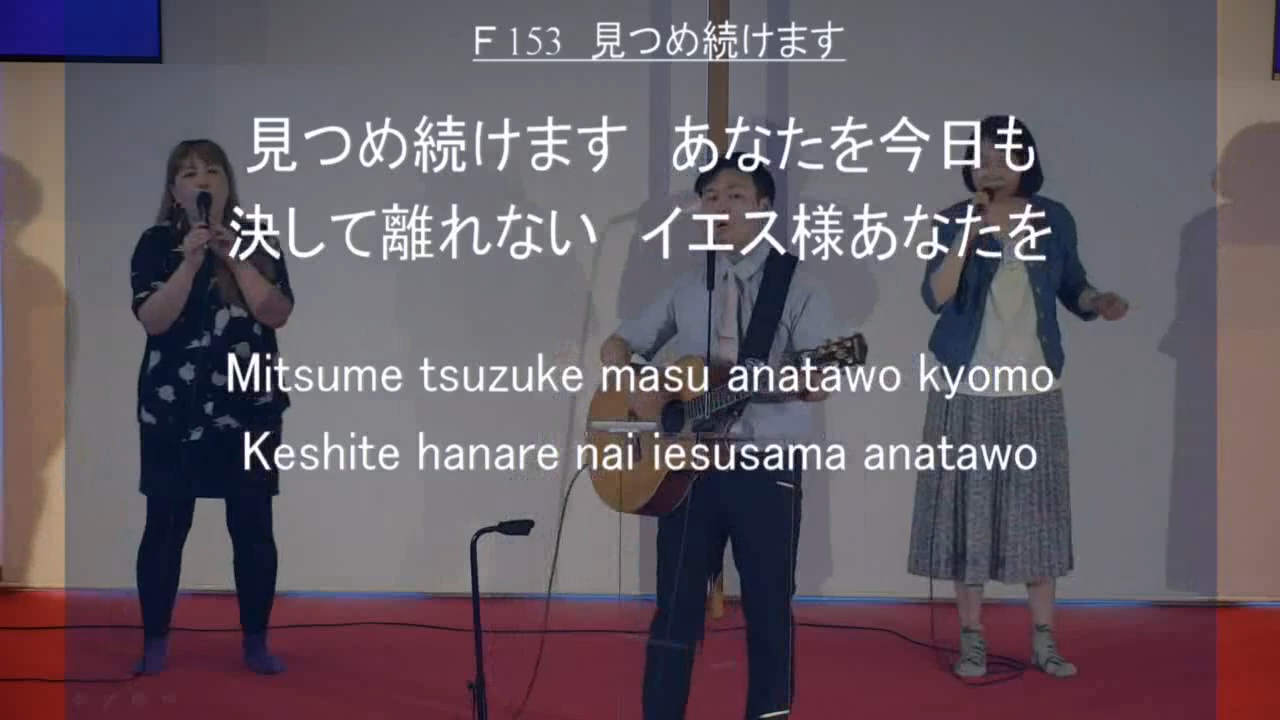 F 153 見つめ続けます
見つめ続けます あなたを今日も
決して離れない イエス様あなたを
Mitsume tsuzuke masu anatawo kyomo
Keshite hanare nai iesusama anatawo